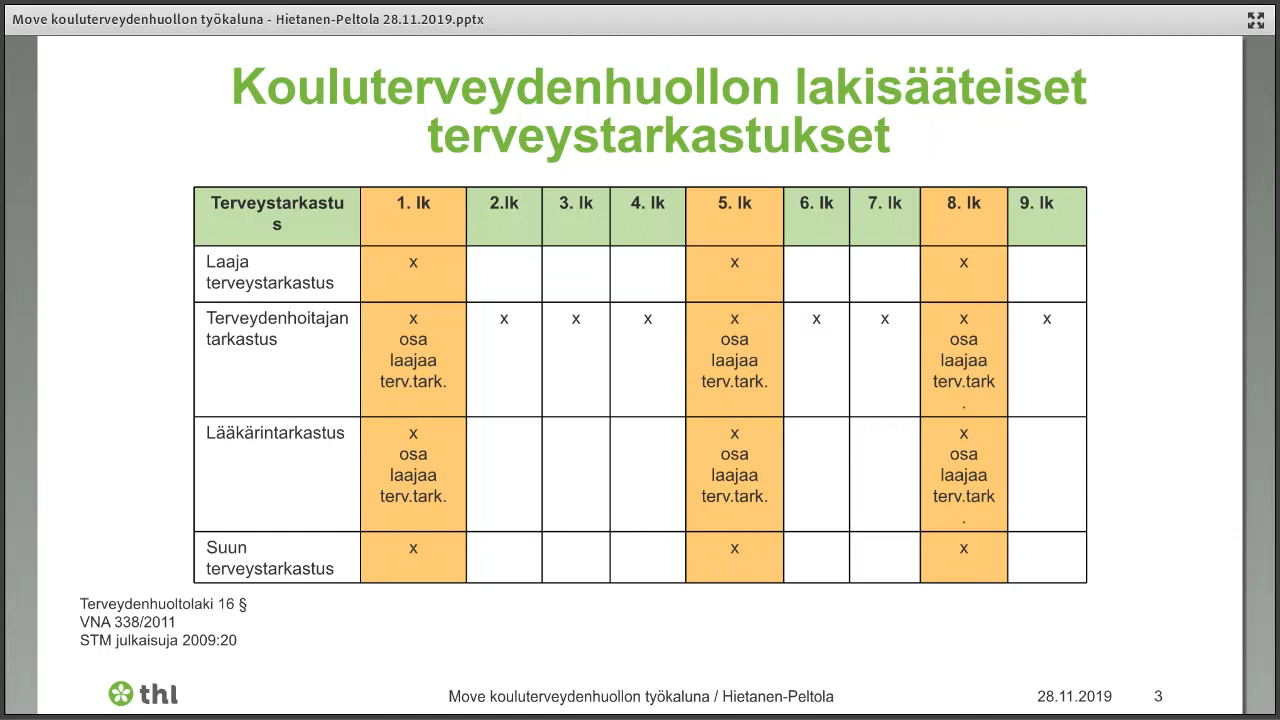 Move kouluterveydenhuollon työkaluna - Hietanen-Peltola 28.11.2019.pptx
Kouluterveydenhuollon lakisääteiset
terveystarkastukset
Terveystarkastu
s
1. lk
2.lk
3. lk
4. lk
5. lk
6. lk
7. lk
8. lk
9. lk
Laaja
terveystarkastus
x
x
x
Terveydenhoitajan
tarkastus
x
osa
laajaa
terv.tark.
x
x
x
x
osa
laajaa
terv.tark.
x
x
x
osa
laajaa
terv.tark
.
x
Lääkärintarkastus
x
osa
laajaa
terv.tark.
x
osa
laajaa
terv.tark.
x
osa
laajaa
terv.tark
.
Suun
terveystarkastus
x
x
x
Terveydenhuoltolaki 16 §
VNA 338/2011
STM julkaisuja 2009:20
thl
Move kouluterveydenhuollon työkaluna / Hietanen-Peltola
28.11.2019
3